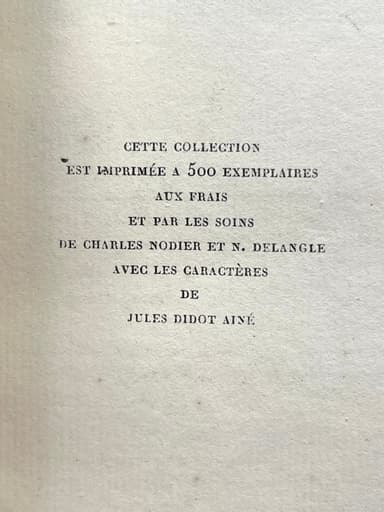 CETTE COLLECTION
EST IMPRIMÉE A 500 EXEMPLAIRES
AUX FRAIS
ET PAR LES SOINS
DE CHARLES NODIER ET N. DELANGLE
AVEC LES CARACTÈRES
DE
JULES DIDOT AINÉ